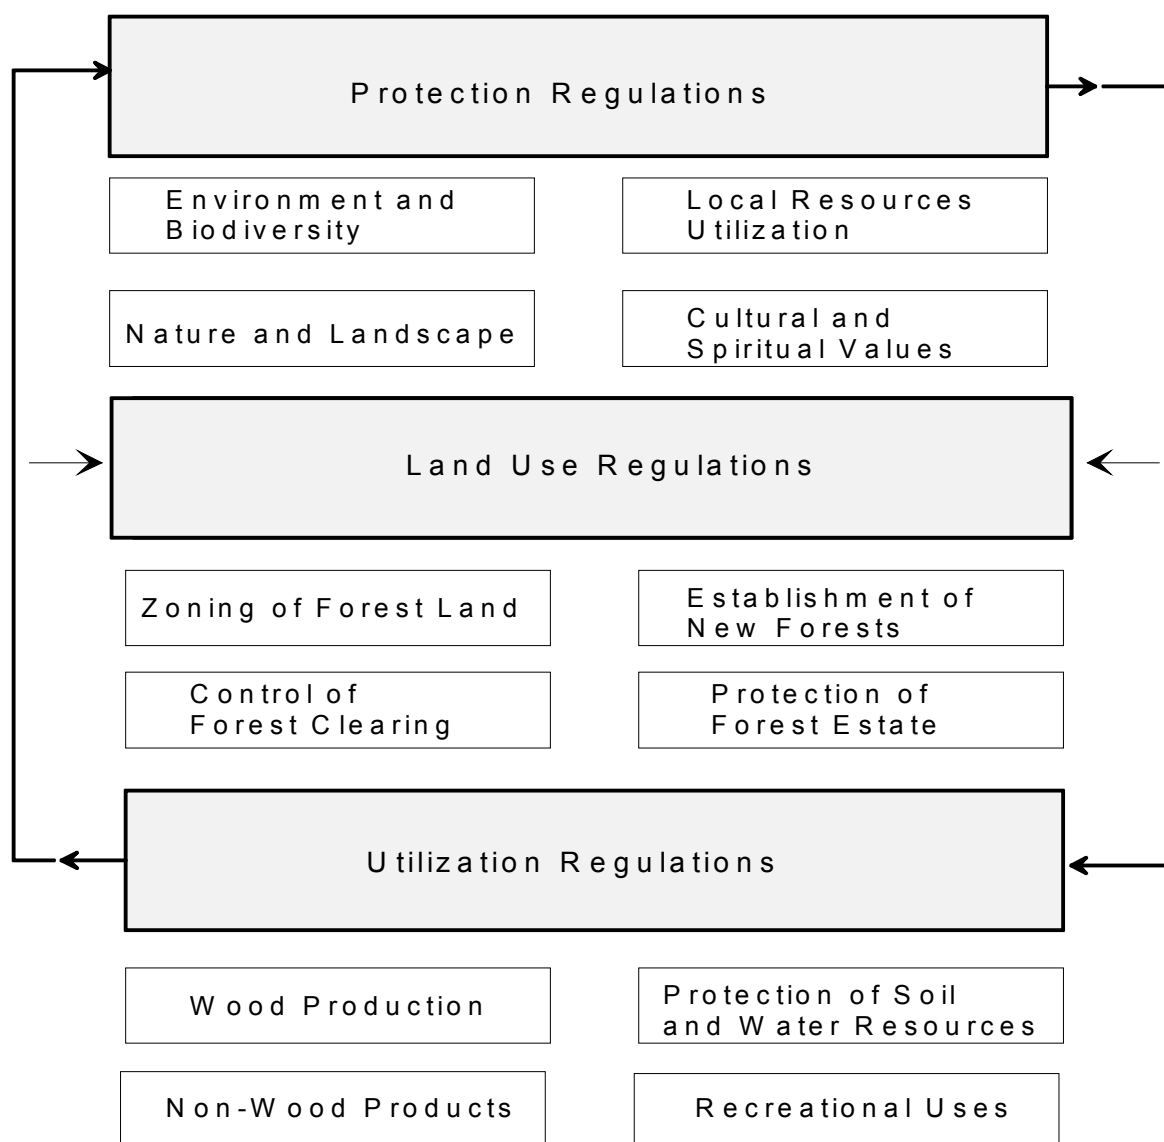 Protection Regulations
Environment and
Biodiversity
Local Resources
Utilization
Nature and Landscape
Cultural and
Spiritual Values
Land Use Regulations
Zoning of Forest Land
Establishment of
New Forests
Control of
Forest Clearing
Protection of
Forest Estate
Utilization Regulations
Wood Production
Protection of Soil
and Water Resources
Non-Wood Products
Recreational Uses